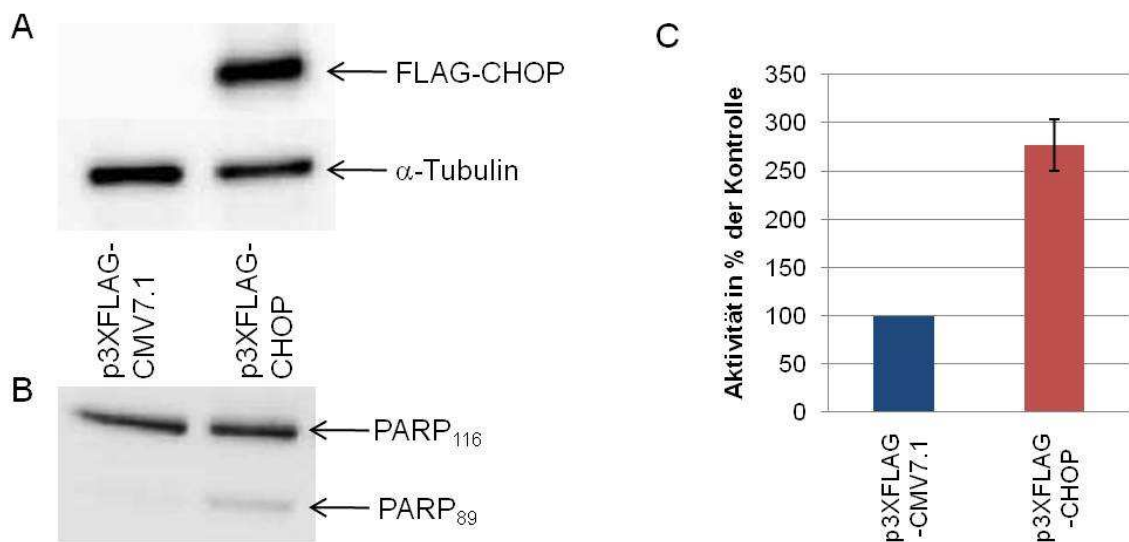 A
FLAG-CHOP
α-Tubulin
p3XFLAG-
CMV7.1
p3XFLAG-
CHOP
B
PARP116
PARP89
C
Aktivität in % der Kontrolle
350
300
250
200
150
100
50
0
p3XFLAG
-CMV7.1
p3XFLAG
-CHOP